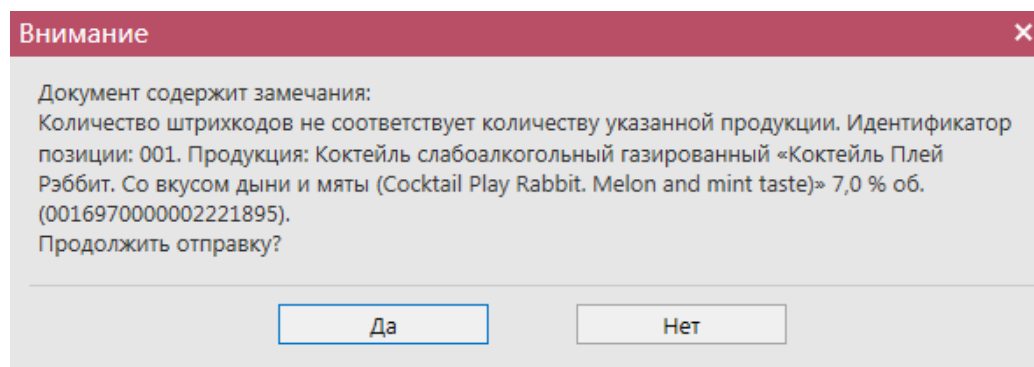 Внимание
Документ содержит замечания:
Количество штрихкодов не соответствует количеству указанной продукции. Идентификатор
позиции: 001. Продукция: Коктейль слабоалкогольный газированный «Коктейль Плей
Рэббит. Со вкусом дыни и мяты (Cocktail Play Rabbit. Melon and mint taste)» 7,0 % об.
(0016970000002221895).
Продолжить отправку?
Да
Нет